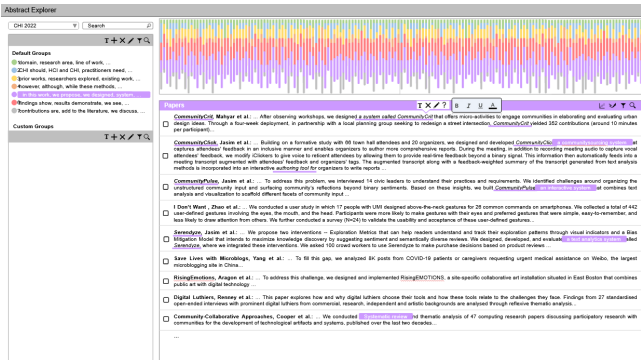 Abstract Explorer
CHI 2022
Search
Default Groups
domain, research area, line of work, ...
CHI should, HCI and CHI, practitioners need, ...
prior works, researchers explored, existing work, ...
however, although, while these methods, ...
in this work, we propose, we designed, system...
findings show, results demonstrate, we see, ...
contributions are, add to the literature, we discuss, ...
Custom Groups
Papers
T X ?
B I U A
CommunityCrit, Mahyar et al.: ... After observing workshops, we designed a system called CommunityCrit that offers micro-activities to engage communities in elaborating and evaluating urban
design ideas. Through a four-week deployment, in partnership with a local planning group seeking to redesign a street intersection, CommunityCrit yielded 352 contributions (around 10 minutes
per participant)...
CommunityClick, Jasim et al.: ... Building on a formative study with 66 town hall attendees and 20 organizers, we designed and developed CommunityClick, a communitysourcing system that
captures attendees' feedback in an inclusive manner and enables organizers to author more comprehensive reports. During the meeting, in addition to recording meeting audio to capture vocal
attendees' feedback, we modify iClickers to give voice to reticent attendees by allowing them to provide real-time feedback beyond a binary signal. This information then automatically feeds into a
meeting transcript augmented with attendees' feedback and organizers' tags. The augmented transcript along with a feedback-weighted summary of the transcript generated from text analysis
methods is incorporated into an interactive authoring tool for organizers to write reports ...
CommunityPulse, Jasim et al.: ... To address this problem, we interviewed 14 civic leaders to understand their practices and requirements. We identified challenges around organizing the
unstructured community input and surfacing community's reflections beyond binary sentiments. Based on these insights, we built CommunityPulse, an interactive system that combines text
analysis and visualization to scaffold different facets of community input ...
I Don't Want , Zhao et al.: ... We conducted a user study in which 17 people with UMI designed above-the-neck gestures for 26 common commands on smartphones. We collected a total of 442
user-defined gestures involving the eyes, the mouth, and the head. Participants were more likely to make gestures with their eyes and preferred gestures that were simple, easy-to-remember, and
less likely to draw attention from others. We further conducted a survey (N=24) to validate the usability and acceptance of these user-defined gestures...
Serendyze, Jasim et al.: ... We propose two interventions -- Exploration Metrics that can help readers understand and track their exploration patterns through visual indicators and a Bias
Mitigation Model that intends to maximize knowledge discovery by suggesting sentiment and semantically diverse reviews. We designed, developed, and evaluate a text analytics system called
Serendyze, where we integrated these interventions. We asked 100 crowd workers to use Serendyze to make purchase decisions based on product reviews...
Save Lives with Microblogs, Yang et al.: ... To fill this gap, we analyzed 8K posts from COVID-19 patients or caregivers requesting urgent medical assistance on Weibo, the largest
microblogging site in China...
RisingEmotions, Aragon et al.: ... To address this challenge, we designed and implemented RisingEMOTIONS, a site-specific collaborative art installation situated in East Boston that combines
public art with digital technology ...
Digital Luthiers, Renney et al.: ... This paper explores how and why digital luthiers choose their tools and how these tools relate to the challenges they face. Findings from 27 standardised
open-ended interviews with prominent digital luthiers from commercial, research, independent and artistic backgrounds are analysed through reflexive thematic analysis...
Community-Collaborative Approaches, Cooper et al.: ... We conducted Systematic review and thematic analysis of 47 computing research papers discussing participatory research with
communities for the development of technological artifacts and systems, published over the last two decades...
...